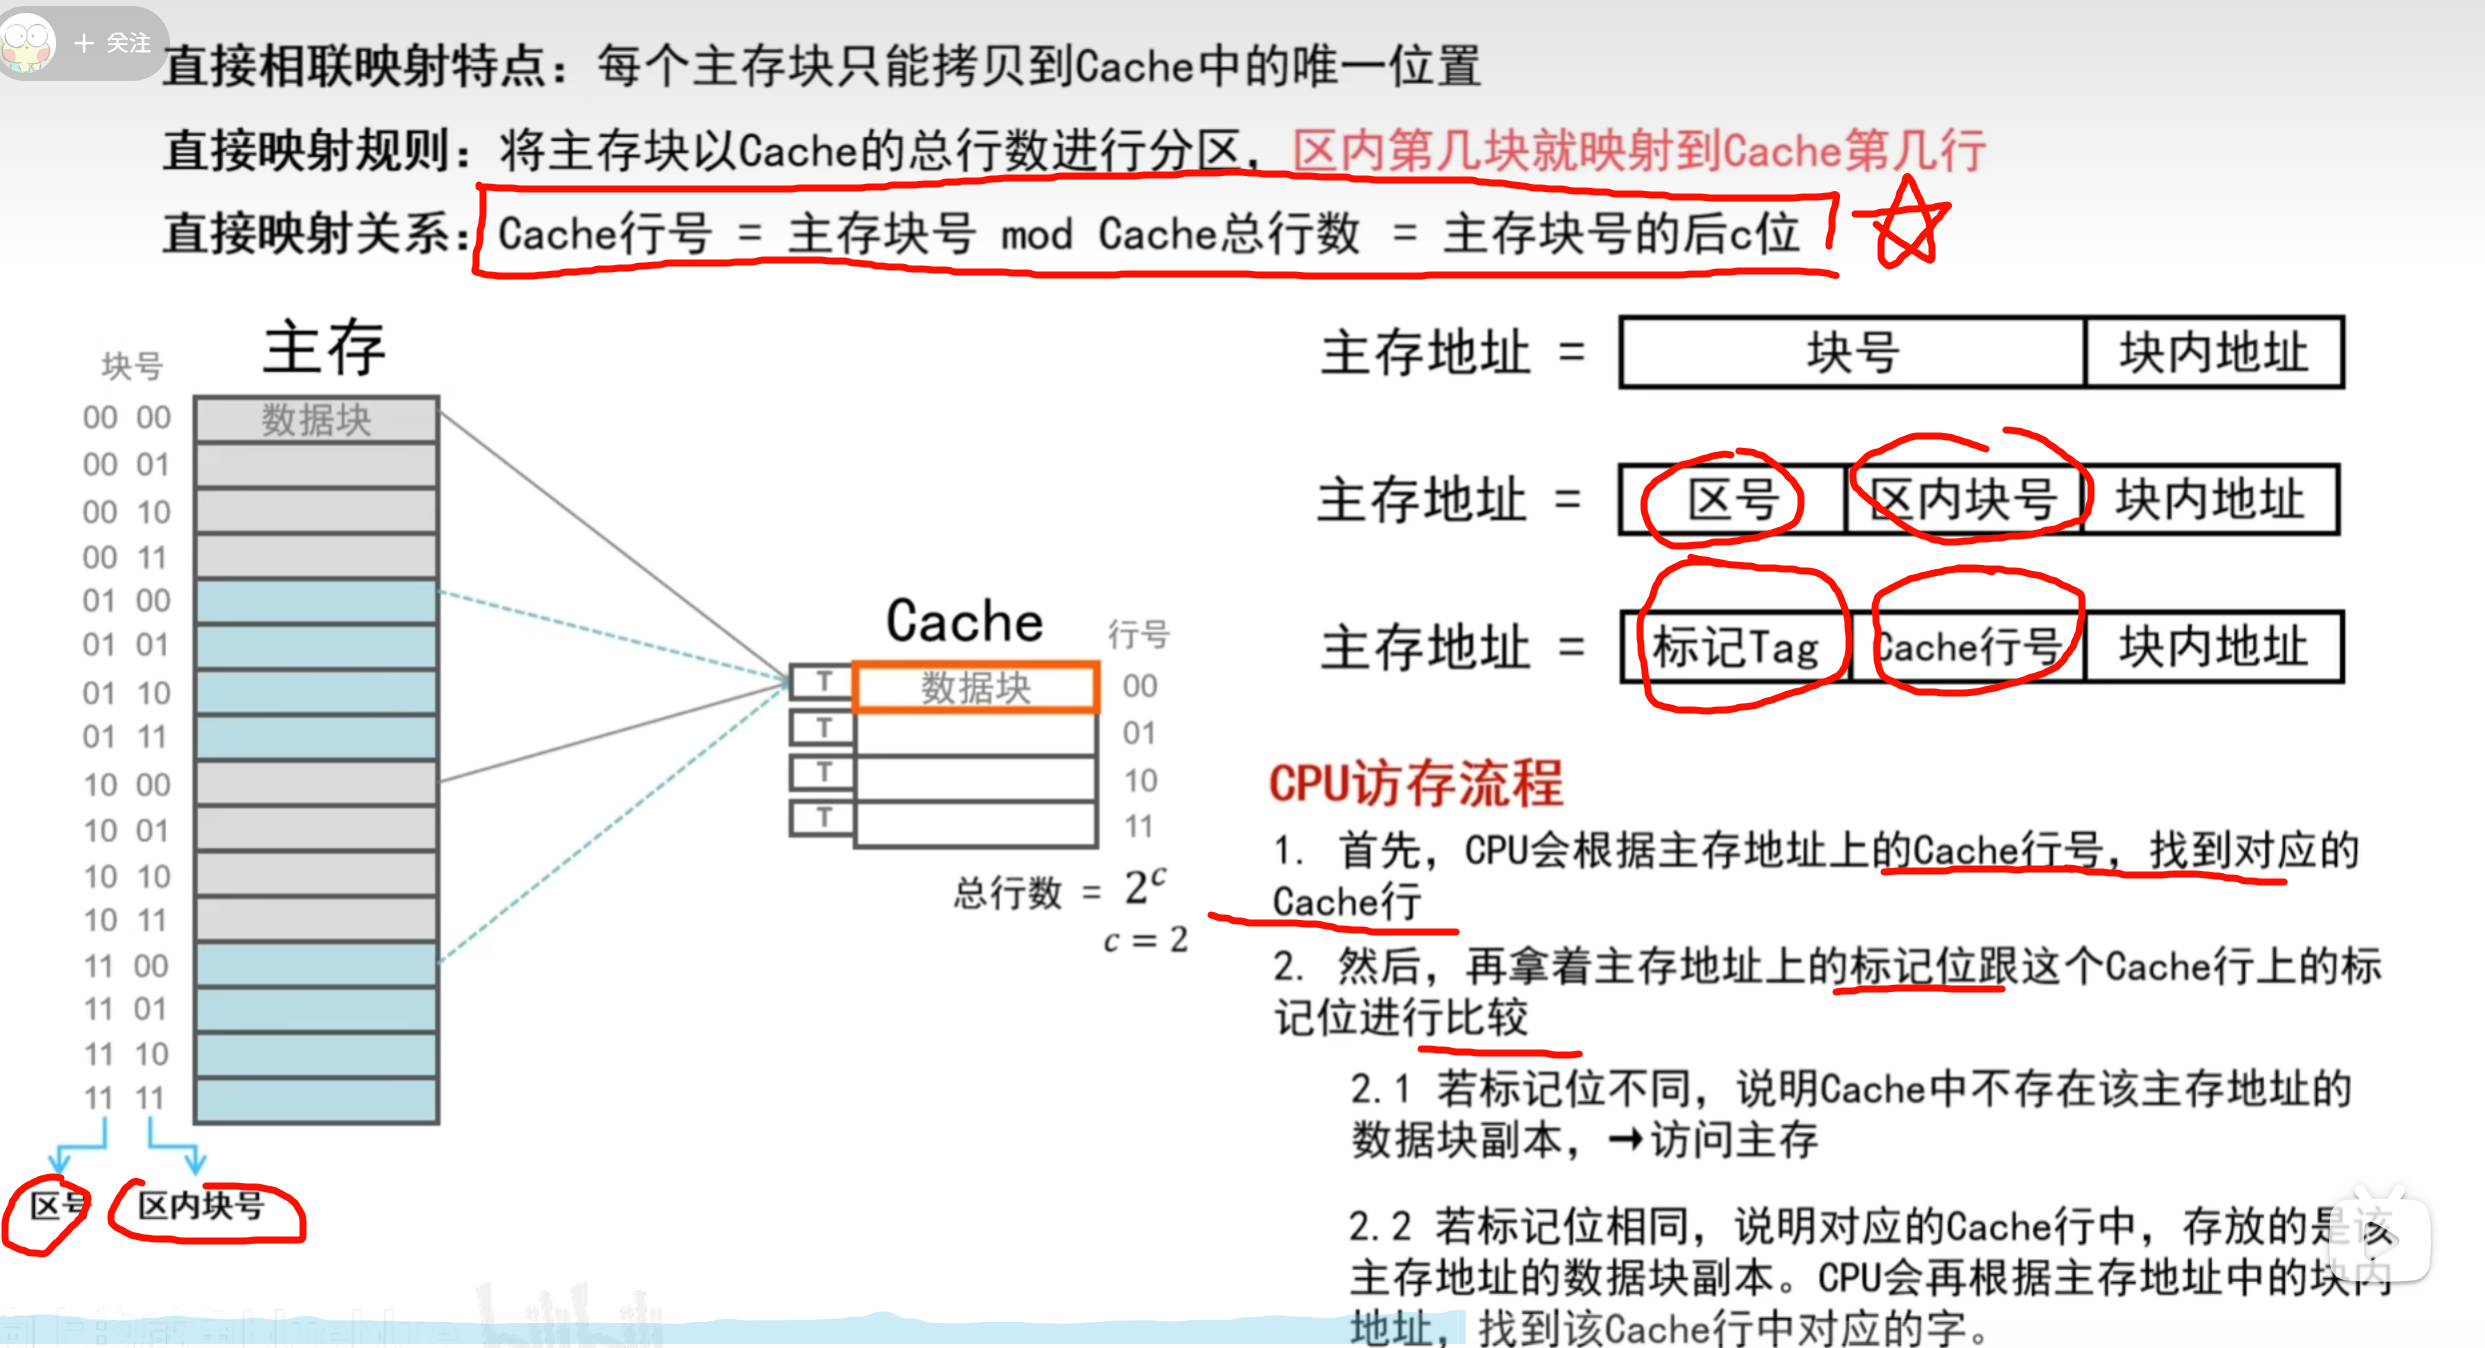 + 关注
直接相联映射特点：每个主存块只能拷贝到Cache中的唯一位置
直接映射规则：将主存块以Cache的总行数进行分区，区内第几块就映射到Cache第几行
直接映射关系：Cache行号 = 主存块号 mod Cache总行数 = 主存块号的后c位
主存
块号
00 00 数据块
00 01
00 10
00 11
01 00
01 01
01 10
01 11
10 00
10 01
10 10
10 11
11 00
11 01
11 10
11 11
区号 区内块号
Cache
行号
T 数据块 00
T 01
T 10
T 11
总行数 = 2^c
c = 2
主存地址 = 块号 块内地址
主存地址 = 区号 区内块号 块内地址
主存地址 = 标记Tag Cache行号 块内地址
CPU访存流程
1. 首先，CPU会根据主存地址上的Cache行号，找到对应的
Cache行
2. 然后，再拿着主存地址上的标记位跟这个Cache行上的标
记位进行比较
2.1 若标记位不同，说明Cache中不存在该主存地址的
数据块副本，→访问主存
2.2 若标记位相同，说明对应的Cache行中，存放的是该
主存地址的数据块副本。CPU会再根据主存地址中的块内
地址，找到该Cache行中对应的字。